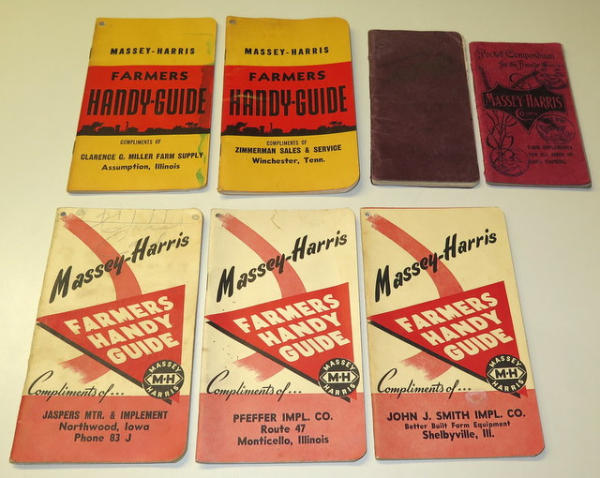 MASSEY-HARRIS
FARMERS
HANDY-GUIDE
COMPLIMENTS OF
CLARENCE G. MILLER FARM SUPPLY
Assumption, Illinois
MASSEY-HARRIS
FARMERS
HANDY-GUIDE
COMPLIMENTS OF
ZIMMERMAN SALES & SERVICE
Winchester, Tenn.
Pocket Compendium
for the
MASSEY-HARRIS
FARM IMPLEMENTS
Massey-Harris
FARMERS
HANDY
GUIDE
MASSEY
M-H
HARRIS
Compliments of...
JASPERS MTR. & IMPLEMENT
Northwood, Iowa
Phone 83 J
Massey-Harris
FARMERS
HANDY
GUIDE
MASSEY
M-H
HARRIS
Compliments of...
PFEFFER IMPL. CO.
Route 47
Monticello, Illinois
Massey-Harris
FARMERS
HANDY
GUIDE
MASSEY
M-H
HARRIS
Compliments of...
JOHN J. SMITH IMPL. CO.
Better Built Farm Equipment
Shelbyville, Ill.